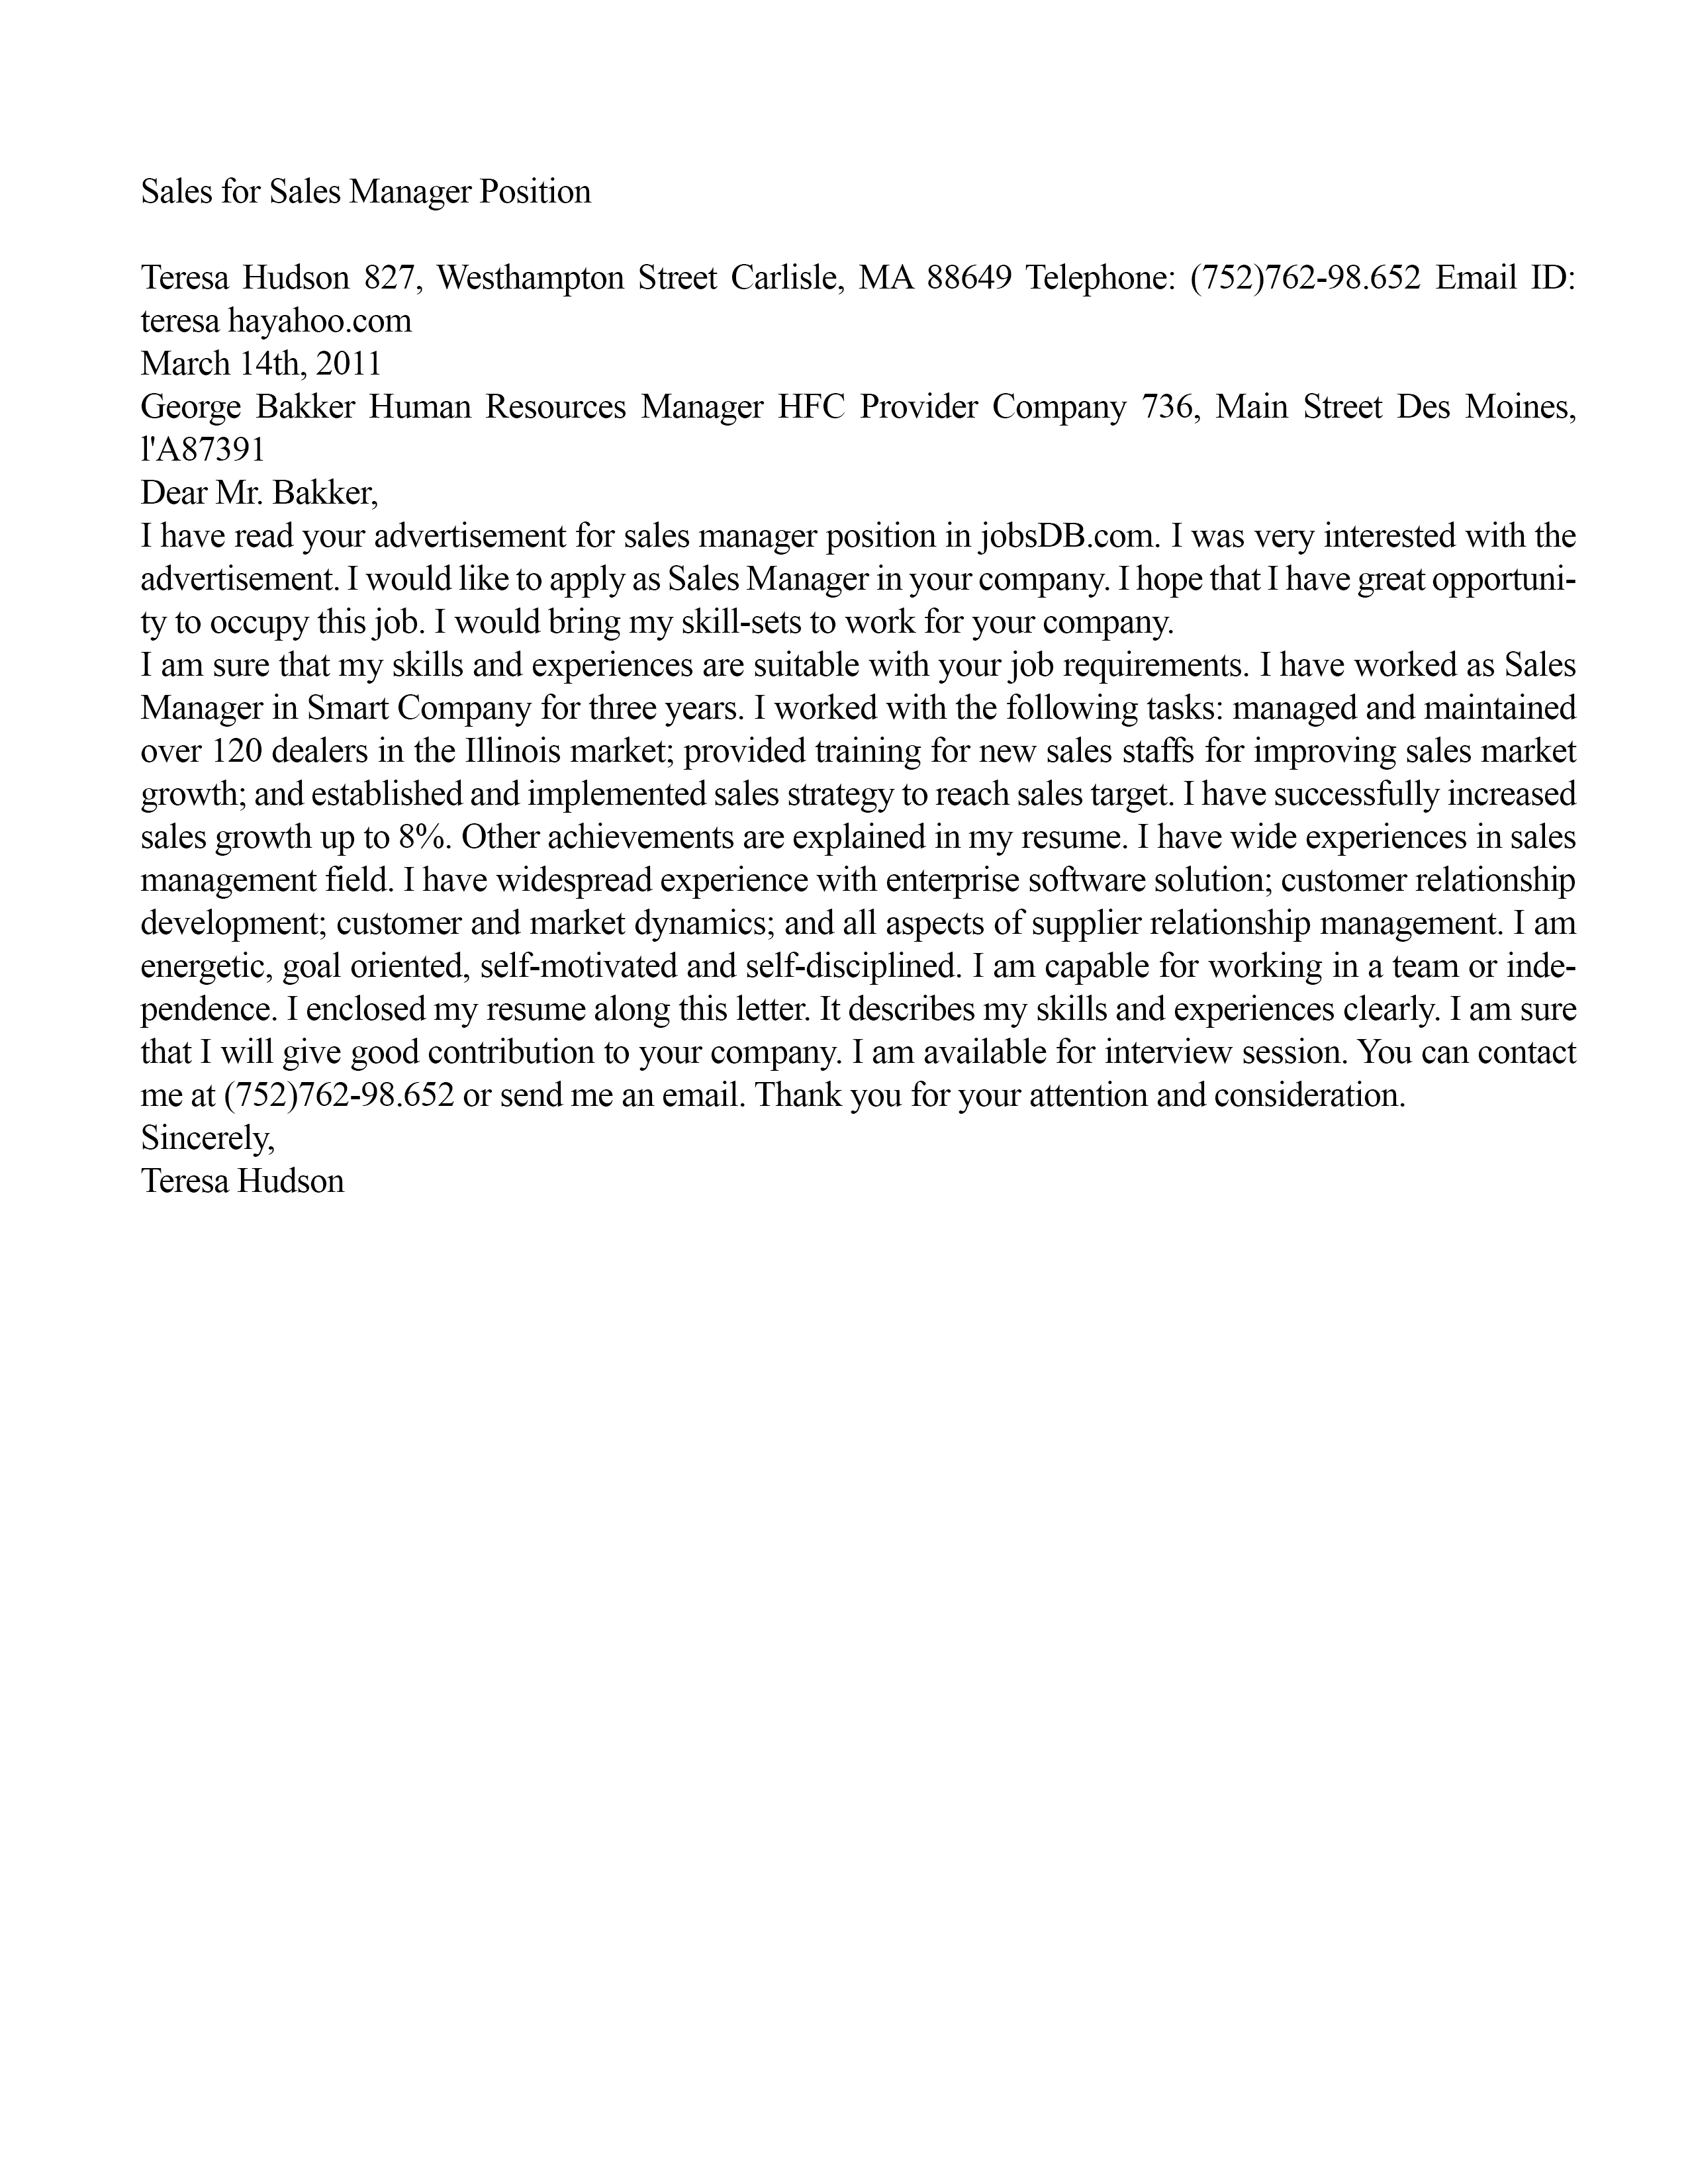 Sales for Sales Manager Position
Teresa Hudson 827, Westhampton Street Carlisle, MA 88649 Telephone: (752)762-98.652 Email ID:
teresa hayahoo.com
March 14th, 2011
George Bakker Human Resources Manager HFC Provider Company 736, Main Street Des Moines,
l'A87391
Dear Mr. Bakker,
I have read your advertisement for sales manager position in jobsDB.com. I was very interested with the
advertisement. I would like to apply as Sales Manager in your company. I hope that I have great opportuni-
ty to occupy this job. I would bring my skill-sets to work for your company.
I am sure that my skills and experiences are suitable with your job requirements. I have worked as Sales
Manager in Smart Company for three years. I worked with the following tasks: managed and maintained
over 120 dealers in the Illinois market; provided training for new sales staffs for improving sales market
growth; and established and implemented sales strategy to reach sales target. I have successfully increased
sales growth up to 8%. Other achievements are explained in my resume. I have wide experiences in sales
management field. I have widespread experience with enterprise software solution; customer relationship
development; customer and market dynamics; and all aspects of supplier relationship management. I am
energetic, goal oriented, self-motivated and self-disciplined. I am capable for working in a team or inde-
pendence. I enclosed my resume along this letter. It describes my skills and experiences clearly. I am sure
that I will give good contribution to your company. I am available for interview session. You can contact
me at (752)762-98.652 or send me an email. Thank you for your attention and consideration.
Sincerely,
Teresa Hudson